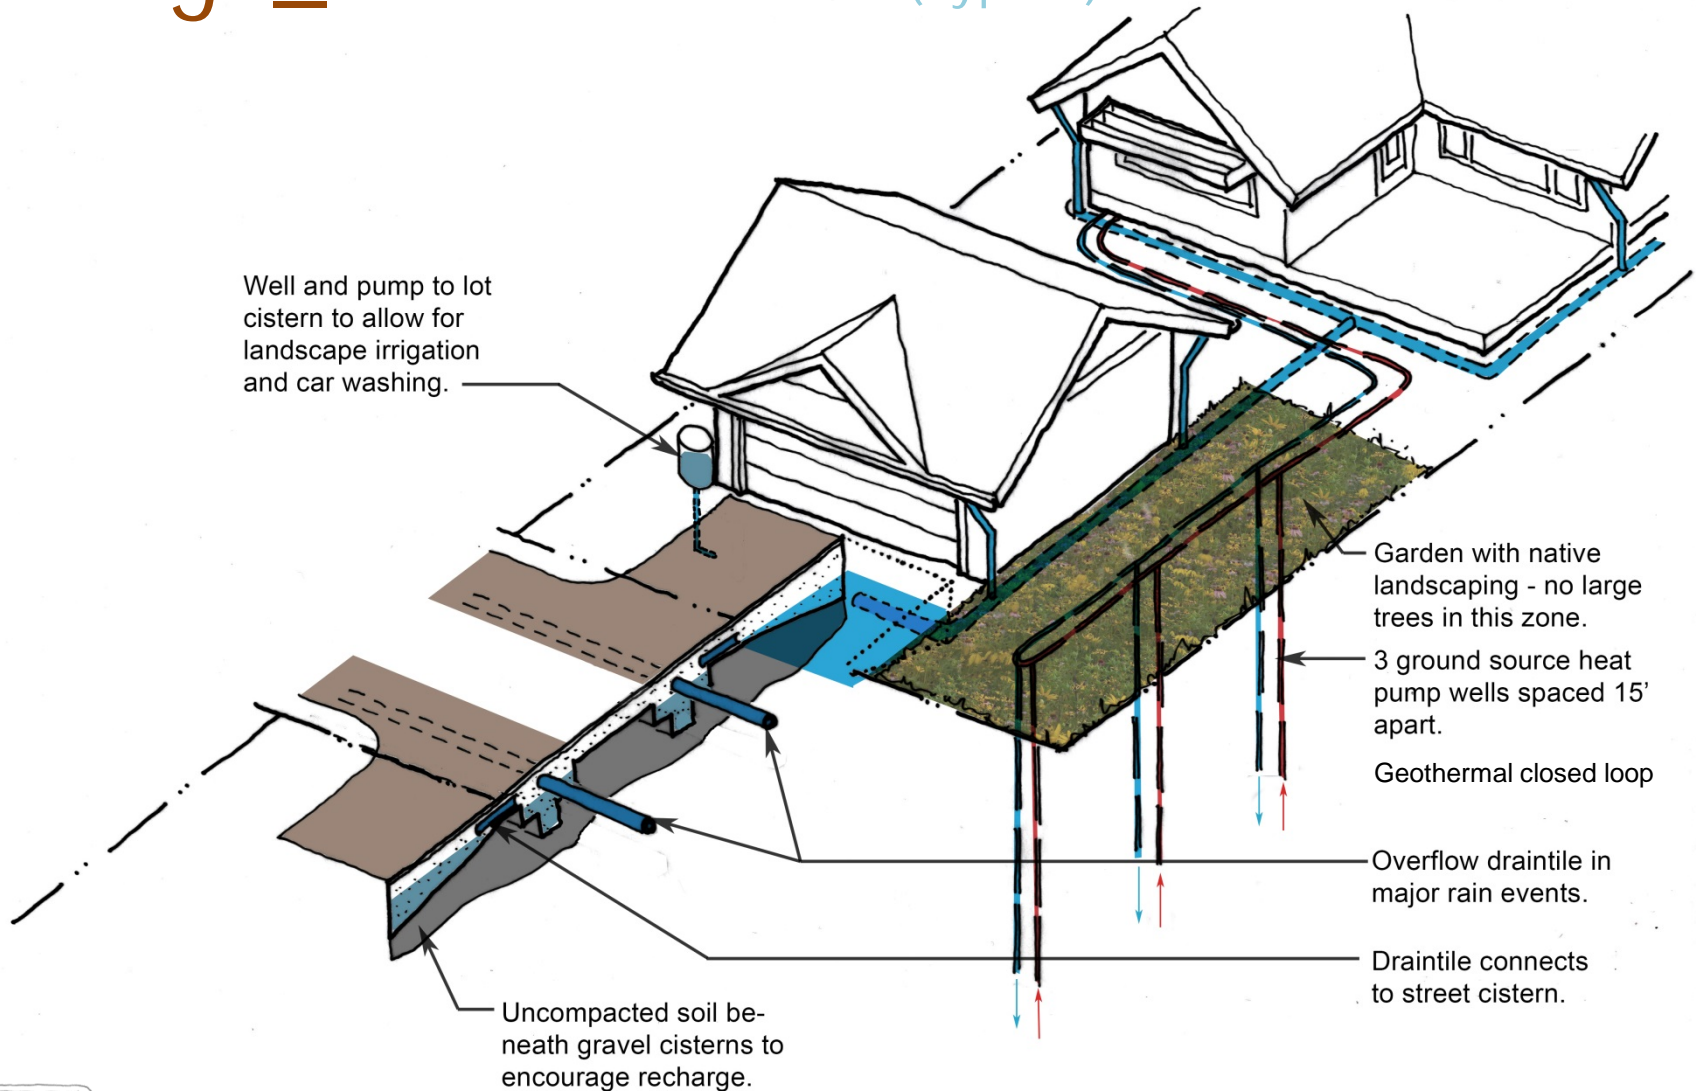 Well and pump to lot
cistern to allow for
landscape irrigation
and car washing.
Garden with native
landscaping - no large
trees in this zone.
3 ground source heat
pump wells spaced 15’
apart.
Geothermal closed loop
Overflow draintile in
major rain events.
Draintile connects
to street cistern.
Uncompacted soil be-
neath gravel cisterns to
encourage recharge.